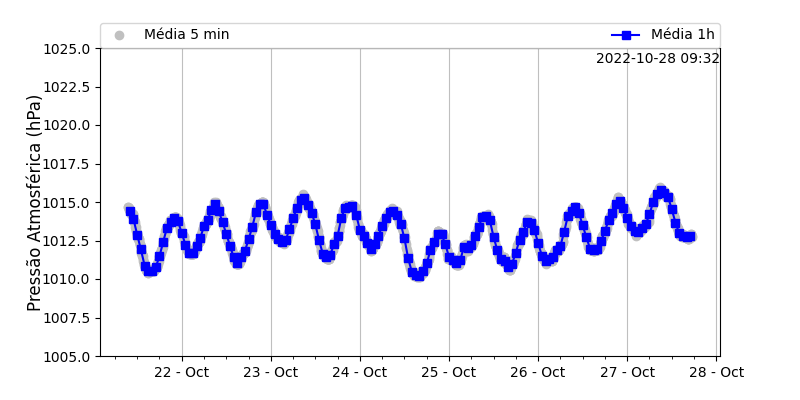 Média 5 min
Média 1h
2022-10-28 09:32
Pressão Atmosférica (hPa)
1025.0
1022.5
1020.0
1017.5
1015.0
1012.5
1010.0
1007.5
1005.0
22 - Oct
23 - Oct
24 - Oct
25 - Oct
26 - Oct
27 - Oct
28 - Oct